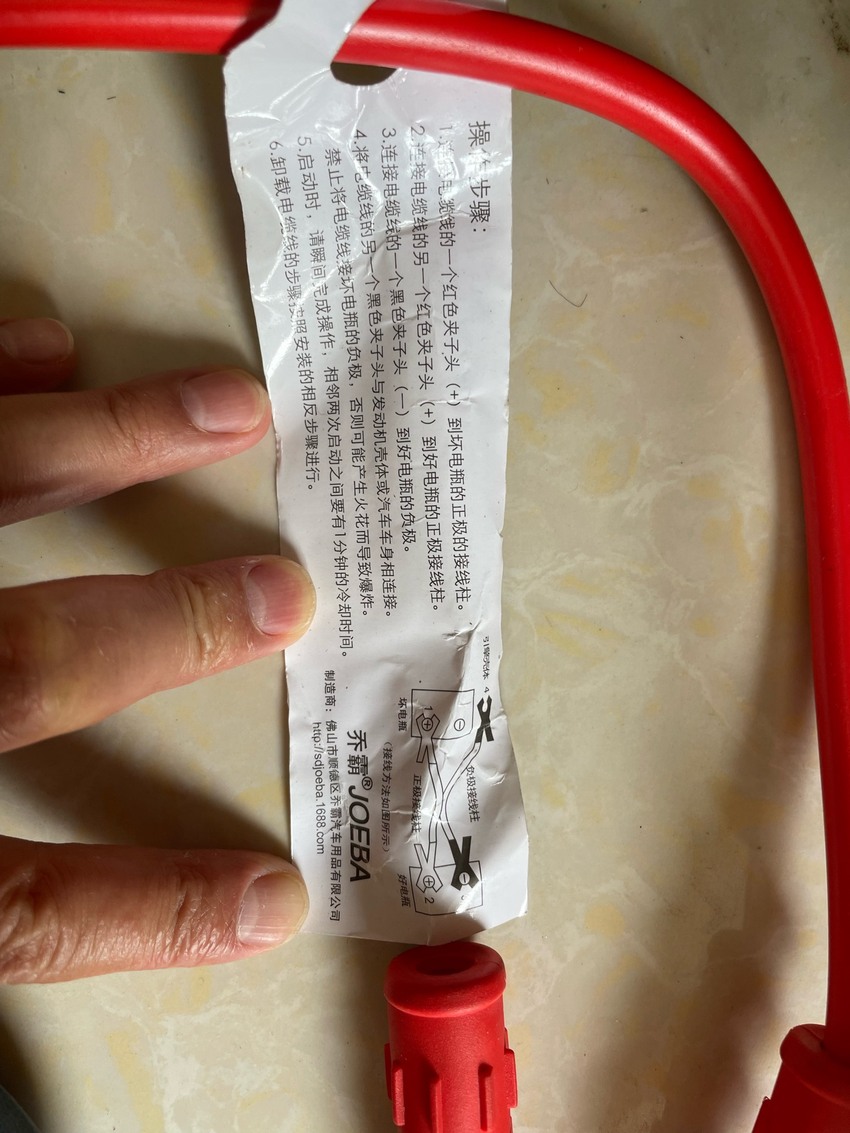 操作步骤：
1.连接电缆线的一个红色夹子头（+）到坏电瓶的正极的接线柱。
2.连接电缆线的另一个红色夹子头（+）到好电瓶的正极接线柱。
3.连接电缆线的一个黑色夹子头（—）到好电瓶的负极。
4.将电缆线的另一个黑色夹子头与发动机壳体或汽车车身相连接。
禁止将电缆线接坏电瓶的负极，否则可能产生火花而导致爆炸。
5.启动时，请瞬间完成操作，相邻两次启动之间要有1分钟的冷却时间。
6.卸载电缆线的步骤按照安装的相反步骤进行。
引擎壳体 4
负极接线柱
1
坏电瓶
正极接线柱
2
好电瓶
（接线方法如图所示）
乔霸®JOEBA
制造商：佛山市顺德区乔霸汽车用品有限公司
http://sdjoeba.1688.com